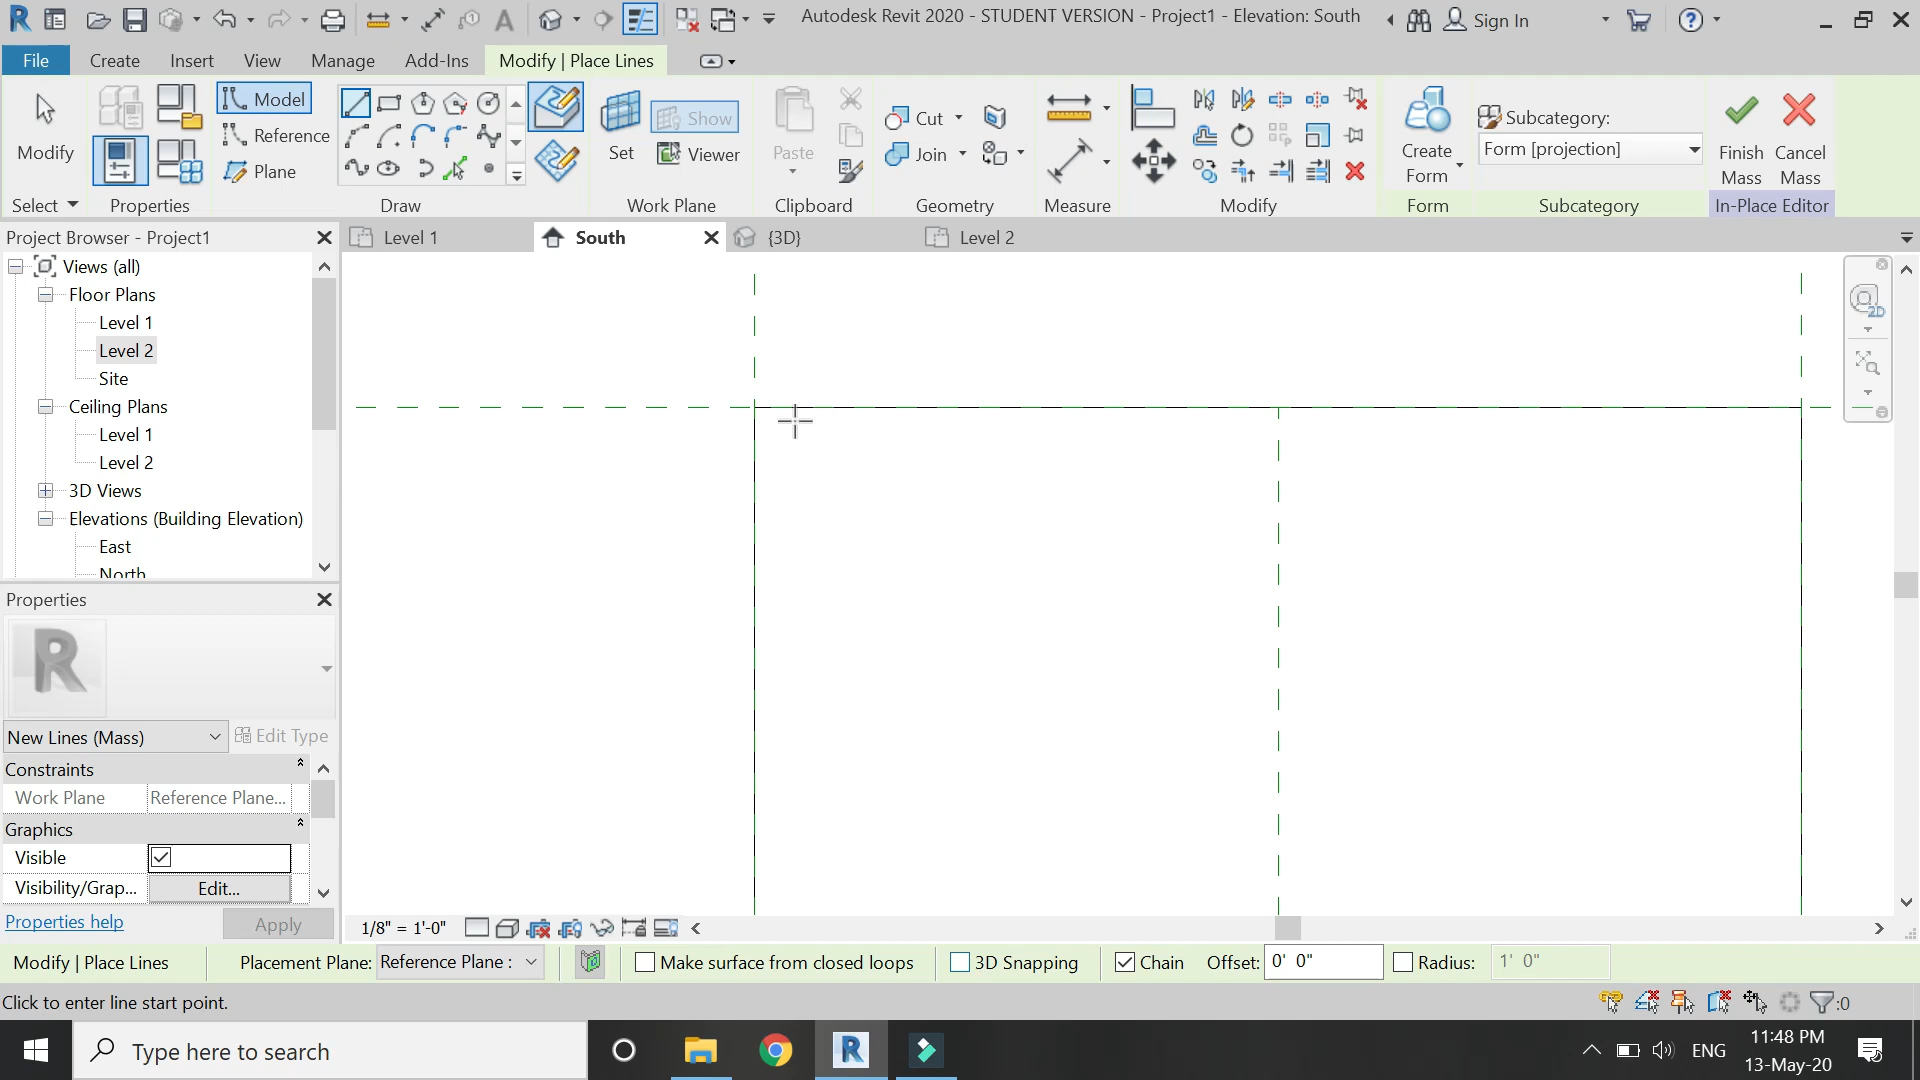 Autodesk Revit 2020 - STUDENT VERSION - Project1 - Elevation: South
Sign In
File
Create
Insert
View
Manage
Add-Ins
Modify | Place Lines
Modify
Model
Reference
Plane
Set
Show
Viewer
Paste
Cut
Join
Create
Form
Subcategory:
Form [projection]
Finish
Mass
Cancel
Mass
Select
Properties
Draw
Work Plane
Clipboard
Geometry
Measure
Modify
Form
Subcategory
In-Place Editor
Project Browser - Project1
Level 1
South
{3D}
Level 2
Views (all)
Floor Plans
Level 1
Level 2
Site
Ceiling Plans
Level 1
Level 2
3D Views
Elevations (Building Elevation)
East
North
2D
Properties
R
New Lines (Mass)
Edit Type
Constraints
Work Plane
Reference Plane...
Graphics
Visible
Visibility/Grap...
Edit...
Properties help
Apply
1/8" = 1'-0"
Modify | Place Lines
Placement Plane:
Reference Plane :
Make surface from closed loops
3D Snapping
Chain
Offset:
0' 0"
Radius:
1' 0"
Click to enter line start point.
:0
Type here to search
ENG
11:48 PM
13-May-20